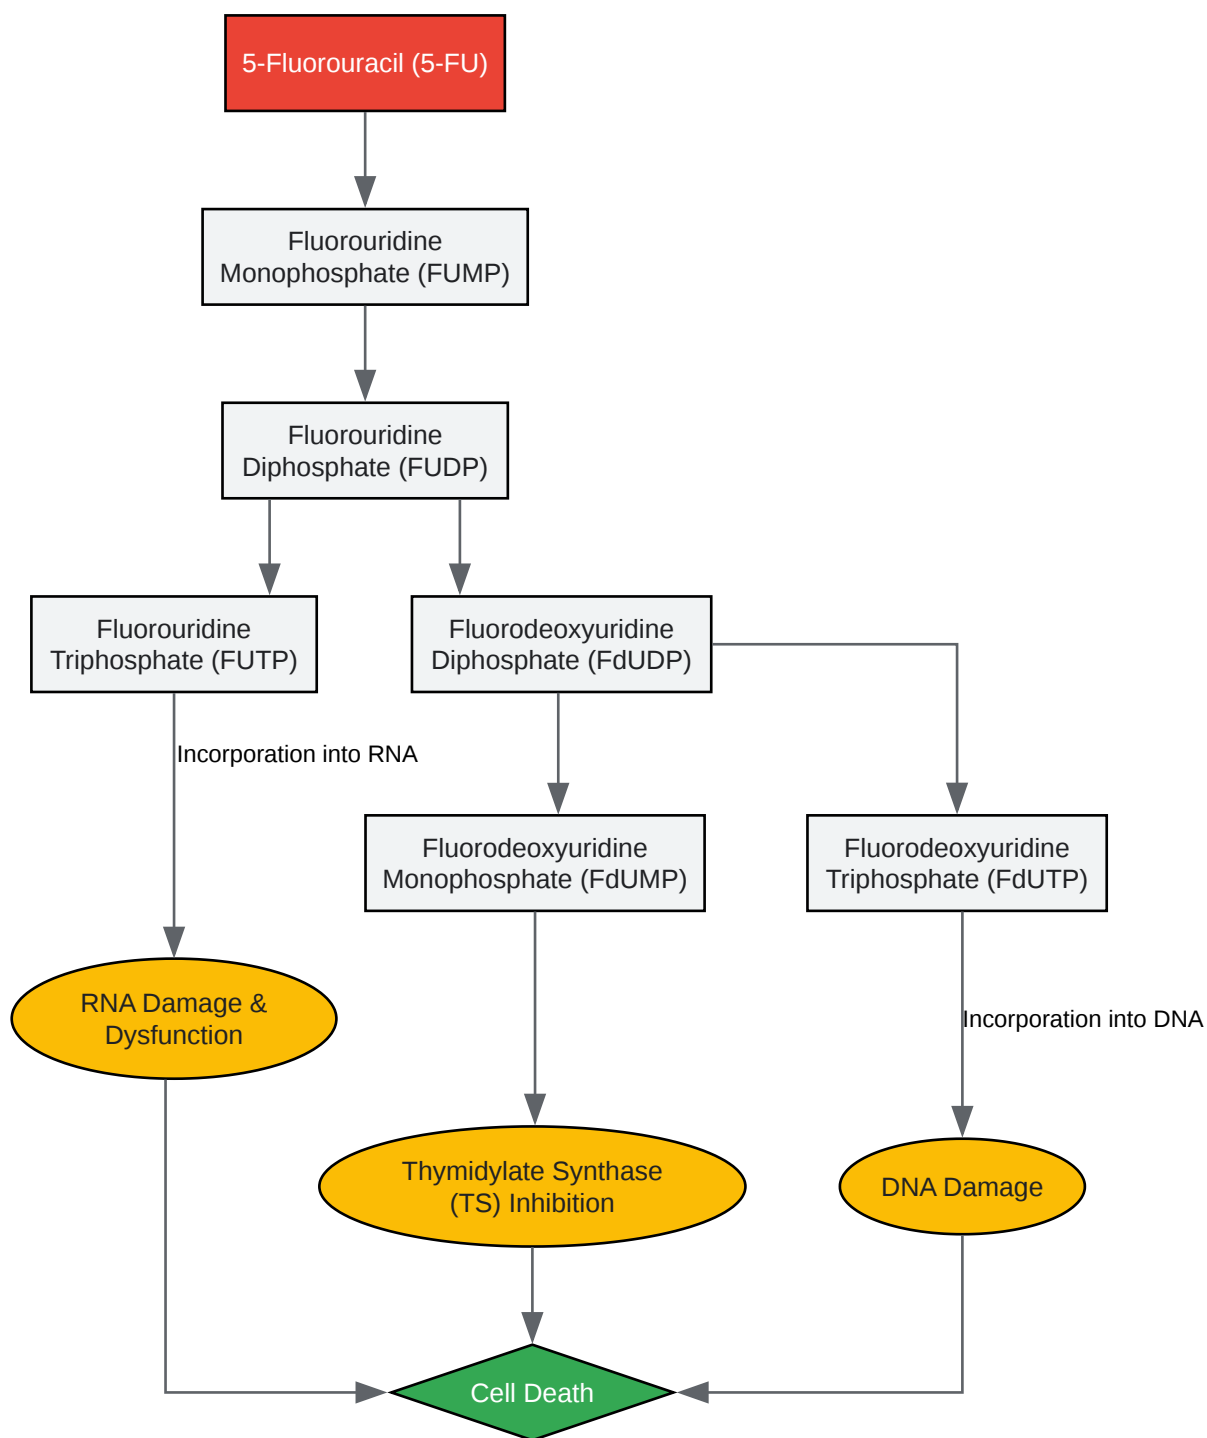 5-Fluorouracil (5-FU)
Fluorouridine
Monophosphate (FUMP)
Fluorouridine
Diphosphate (FUDP)
Fluorouridine
Triphosphate (FUTP)
Fluorodeoxyuridine
Diphosphate (FdUDP)
Incorporation into RNA
Fluorodeoxyuridine
Monophosphate (FdUMP)
Fluorodeoxyuridine
Triphosphate (FdUTP)
RNA Damage &
Dysfunction
Incorporation into DNA
Thymidylate Synthase
(TS) Inhibition
DNA Damage
Cell Death